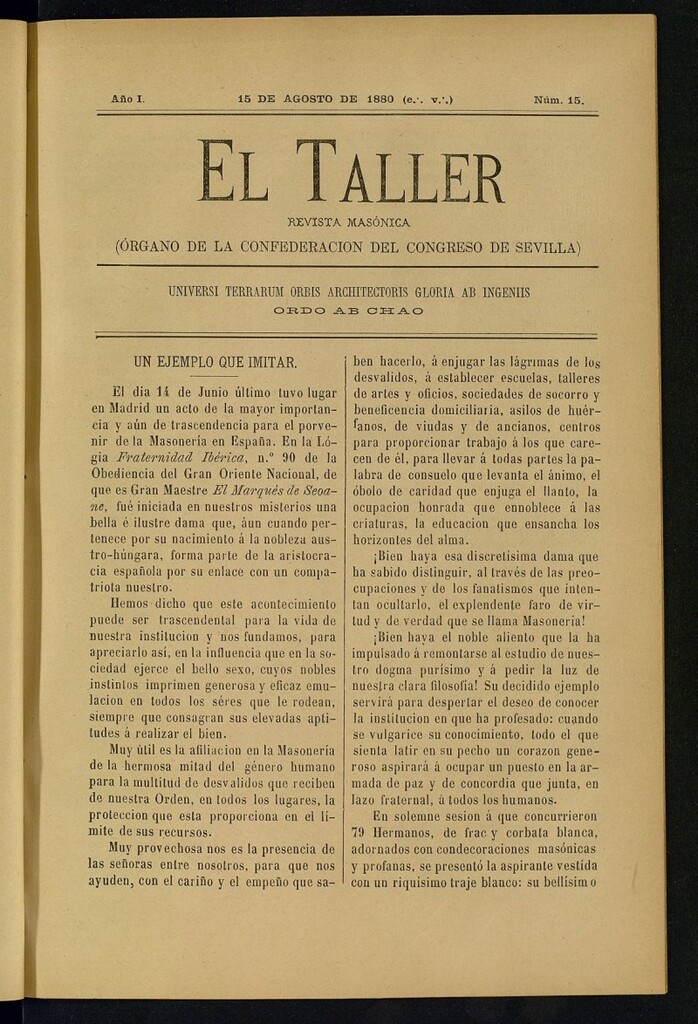 Año I.
15 DE AGOSTO DE 1880 (e.·. v.·.)
Núm. 15.
EL TALLER
REVISTA MASÓNICA
(ÓRGANO DE LA CONFEDERACION DEL CONGRESO DE SEVILLA)
UNIVERSI TERRARUM ORBIS ARCHITECTORIS GLORIA AB INGENIIS
ORDO AB CHAO
UN EJEMPLO QUE IMITAR.
El dia 14 de Junio último tuvo lugar
en Madrid un acto de la mayor importan-
cia y aún de trascendencia para el porve-
nir de la Masonería en España. En la Ló-
gia Fraternidad Ibérica, n.º 90 de la
Obediencia del Gran Oriente Nacional, de
que es Gran Maestre El Marqués de Seoa-
ne, fué iniciada en nuestros misterios una
bella é ilustre dama que, áun cuando per-
tenece por su nacimiento á la nobleza aus-
tro-húngara, forma parte de la aristocra-
cia española por su enlace con un compa-
triota nuestro.
Hemos dicho que este acontecimiento
puede ser trascendental para la vida de
nuestra institucion y nos fundamos, para
apreciarlo así, en la influencia que en la so-
ciedad ejerce el bello sexo, cuyos nobles
instintos imprimen generosa y eficaz emu-
lacion en todos los séres que le rodean,
siempre que consagran sus elevadas apti-
tudes á realizar el bien.
Muy útil es la afiliacion en la Masonería
de la hermosa mitad del género humano
para la multitud de desvalidos que reciben
de nuestra Orden, en todos los lugares, la
proteccion que esta proporciona en el lí-
mite de sus recursos.
Muy provechosa nos es la presencia de
las señoras entre nosotros, para que nos
ayuden, con el cariño y el empeño que sa-
ben hacerlo, á enjugar las lágrimas de los
desvalidos, á establecer escuelas, talleres
de artes y oficios, sociedades de socorro y
beneficencia domiciliaria, asilos de huér-
fanos, de viudas y de ancianos, centros
para proporcionar trabajo á los que care-
cen de él, para llevar á todas partes la pa-
labra de consuelo que levanta el ánimo, el
óbolo de caridad que enjuga el llanto, la
ocupacion honrada que ennoblece á las
criaturas, la educacion que ensancha los
horizontes del alma.
¡Bien haya esa discretísima dama que
ha sabido distinguir, al través de las preo-
cupaciones y de los fanatismos que inten-
tan ocultarlo, el explendente faro de vir-
tud y de verdad que se llama Masonería!
¡Bien haya el noble aliento que la ha
impulsado á remontarse al estudio de nues-
tro dogma purísimo y á pedir la luz de
nuestra clara filosofia! Su decidido ejemplo
servirá para despertar el deseo de conocer
la institucion en que ha profesado: cuando
se vulgarice su conocimiento, todo el que
sienta latir en su pecho un corazon gene-
roso aspirará á ocupar un puesto en la ar-
mada de paz y de concordia que junta, en
lazo fraternal, á todos los humanos.
En solemne sesion á que concurrieron
79 Hermanos, de frac y corbata blanca,
adornados con condecoraciones masónicas
y profanas, se presentó la aspirante vestida
con un riquisimo traje blanco: su bellísimo